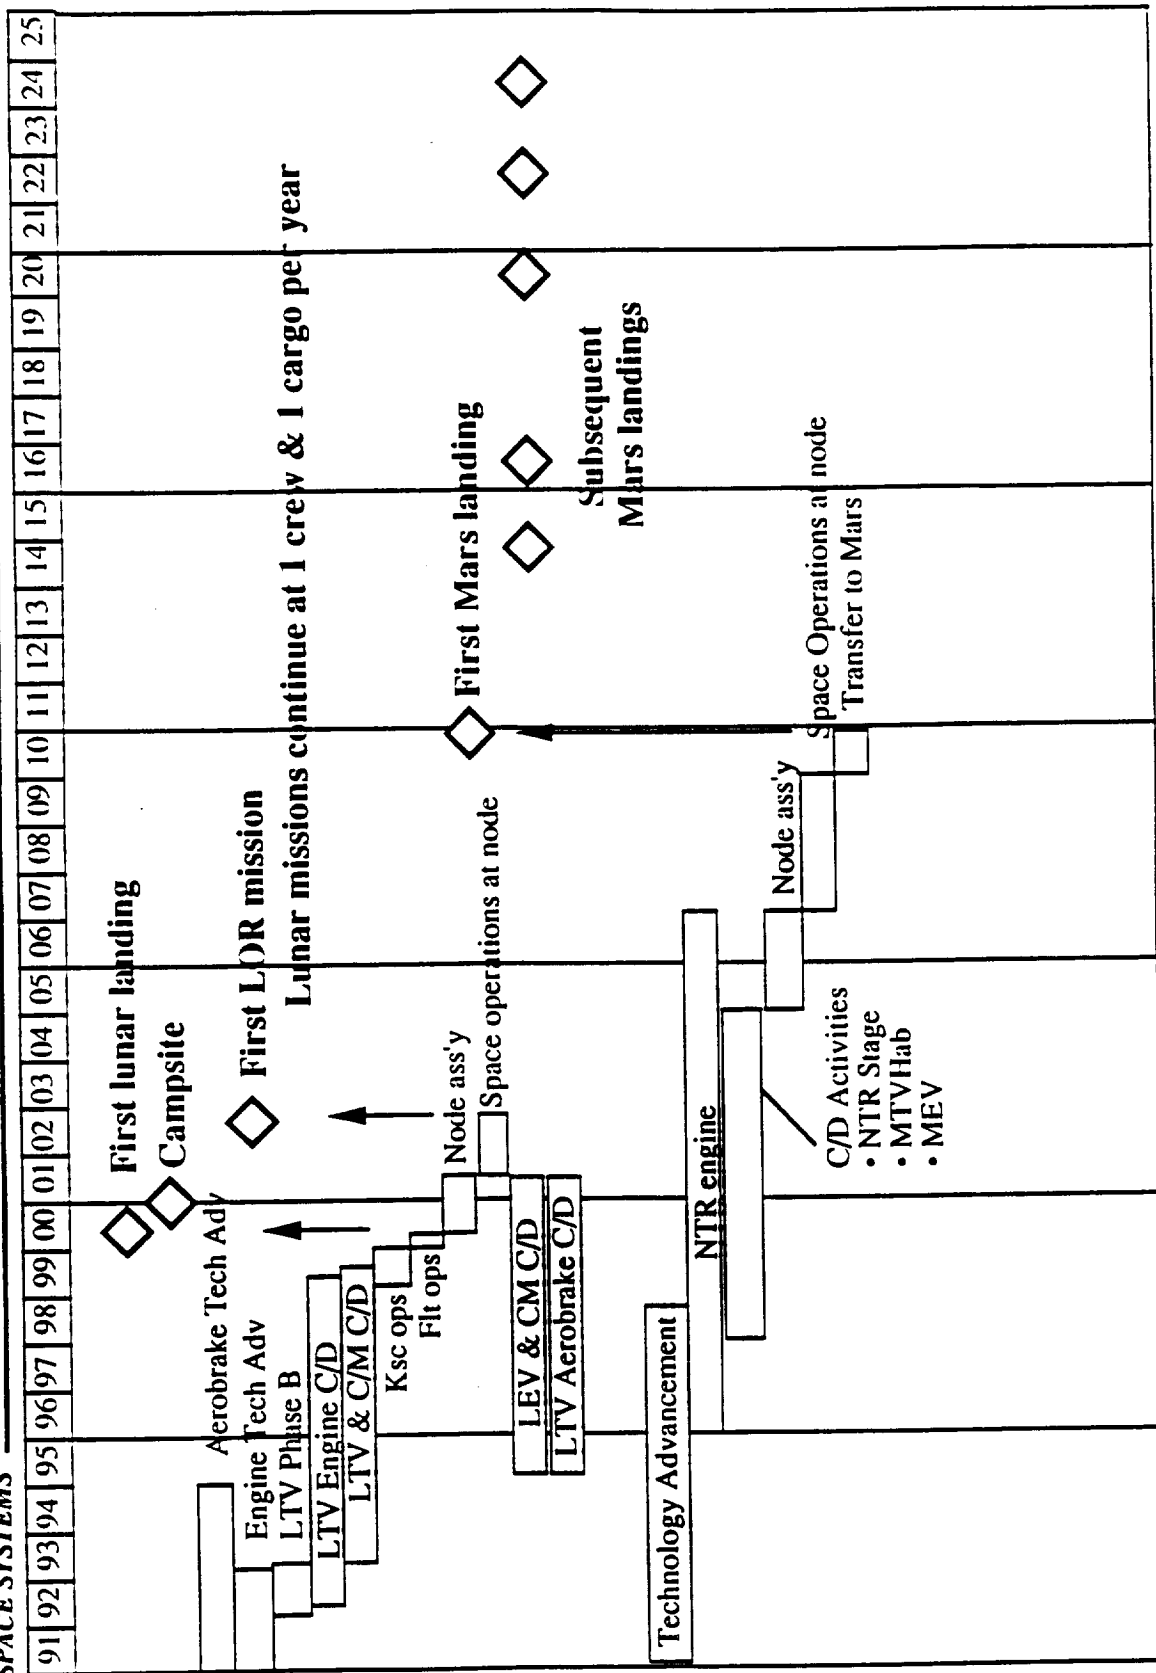 SPACE SYSTEMS
91 92 93 94 95 96 97 98 99 00 01 02 03 04 05 06 07 08 09 10 11 12 13 14 15 16 17 18 19 20 21 22 23 24 25
First lunar landing
Campsite
Aerobrake Tech Adv
First LOR mission
Engine Tech Adv
Lunar missions continue at 1 crew & 1 cargo per year
LTV Phase B
LTV Engine C/D
LTV & C/M C/D
Ksc ops
Flt ops
Node ass'y
First Mars landing
Space operations at node
LEV & CM C/D
LTV Aerobrake C/D
Subsequent
Mars landings
Technology Advancement
NTR engine
Node ass'y
Space Operations at node
Transfer to Mars
C/D Activities
• NTR Stage
• MTVHab
• MEV